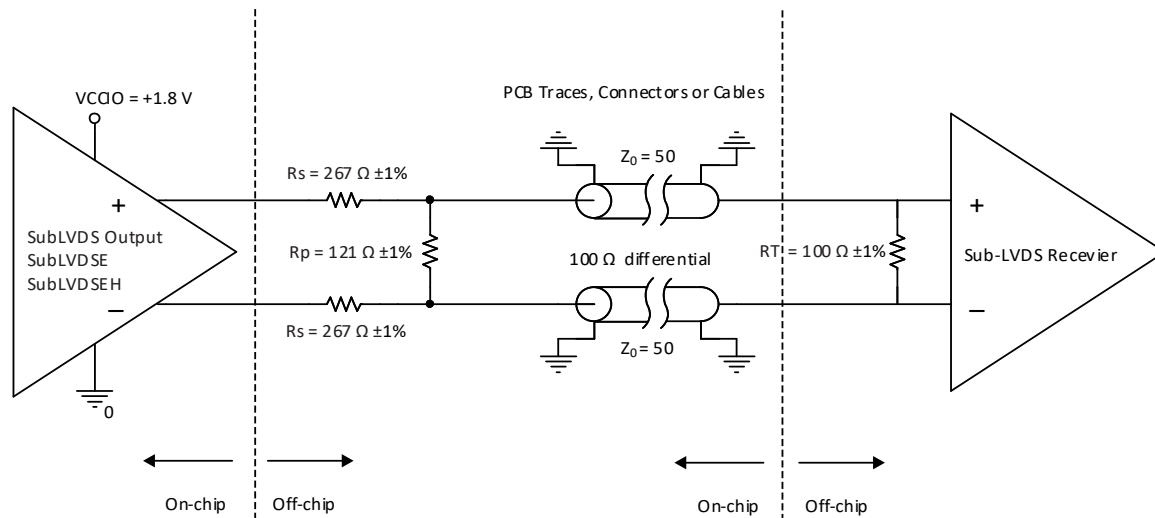 VCCIO = +1.8 V
PCB Traces, Connectors or Cables
Z0 = 50
Rs = 267 Ω ±1%
+
+
SubLVDS Output
SubLVDSE
SubLVDSEH
Rp = 121 Ω ±1%
100 Ω differential
RT = 100 Ω ±1%
Sub-LVDS Recevier
−
−
Rs = 267 Ω ±1%
Z0 = 50
0
On-chip
Off-chip
On-chip
Off-chip